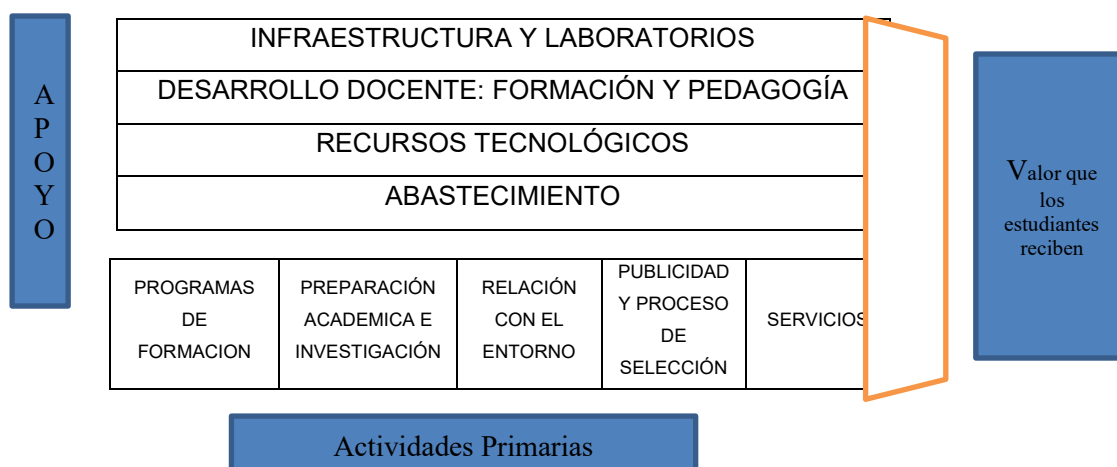 A
P
O
Y
O
INFRAESTRUCTURA Y LABORATORIOS
DESARROLLO DOCENTE: FORMACIÓN Y PEDAGOGÍA
RECURSOS TECNOLÓGICOS
ABASTECIMIENTO
PROGRAMAS
DE
FORMACION
PREPARACIÓN
ACADEMICA E
INVESTIGACIÓN
RELACIÓN
CON EL
ENTORNO
PUBLICIDAD
Y PROCESO
DE
SELECCIÓN
SERVICIOS
Valor que
los
estudiantes
reciben
Actividades Primarias